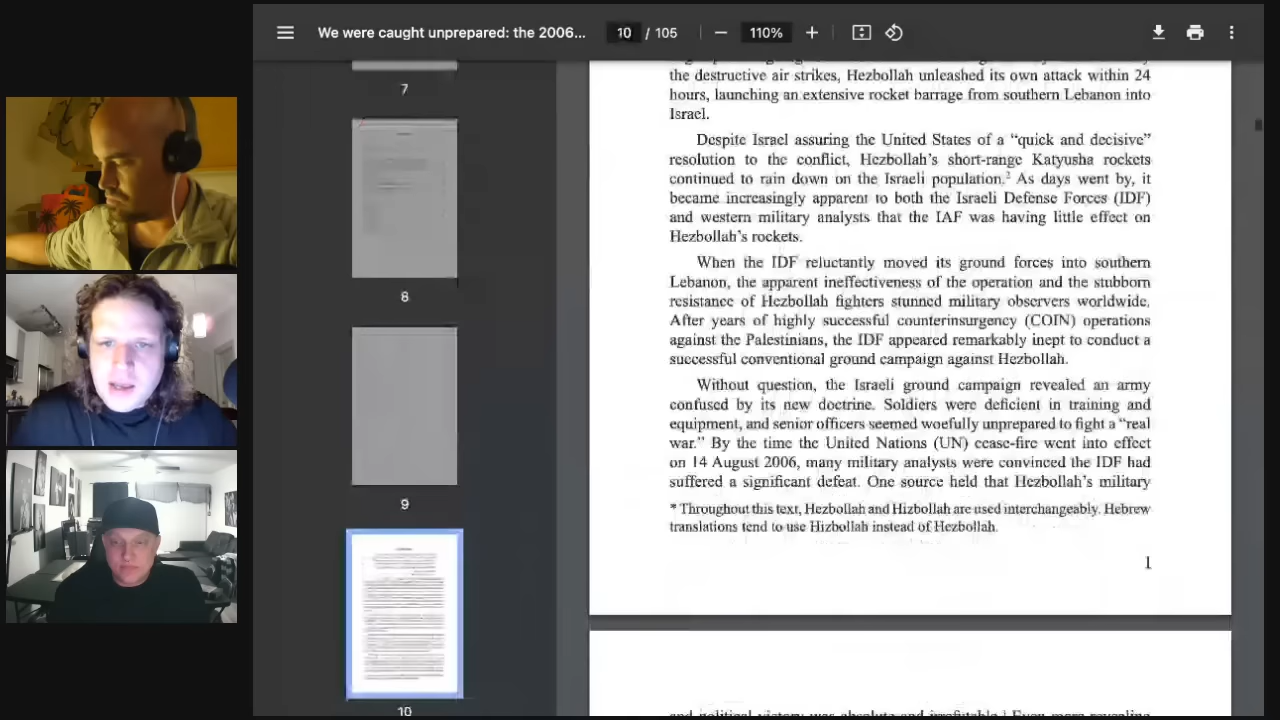 We were caught unprepared: the 2006...
10 / 105
110%
7
8
9
10
the destructive air strikes, Hezbollah unleashed its own attack within 24
hours, launching an extensive rocket barrage from southern Lebanon into
Israel.
Despite Israel assuring the United States of a “quick and decisive”
resolution to the conflict, Hezbollah’s short-range Katyusha rockets
continued to rain down on the Israeli population.² As days went by, it
became increasingly apparent to both the Israeli Defense Forces (IDF)
and western military analysts that the IAF was having little effect on
Hezbollah’s rockets.
When the IDF reluctantly moved its ground forces into southern
Lebanon, the apparent ineffectiveness of the operation and the stubborn
resistance of Hezbollah fighters stunned military observers worldwide.
After years of highly successful counterinsurgency (COIN) operations
against the Palestinians, the IDF appeared remarkably inept to conduct a
successful conventional ground campaign against Hezbollah.
Without question, the Israeli ground campaign revealed an army
confused by its new doctrine. Soldiers were deficient in training and
equipment, and senior officers seemed woefully unprepared to fight a “real
war.” By the time the United Nations (UN) cease-fire went into effect
on 14 August 2006, many military analysts were convinced the IDF had
suffered a significant defeat. One source held that Hezbollah’s military
* Throughout this text, Hezbollah and Hizbollah are used interchangeably. Hebrew
translations tend to use Hizbollah instead of Hezbollah.
1